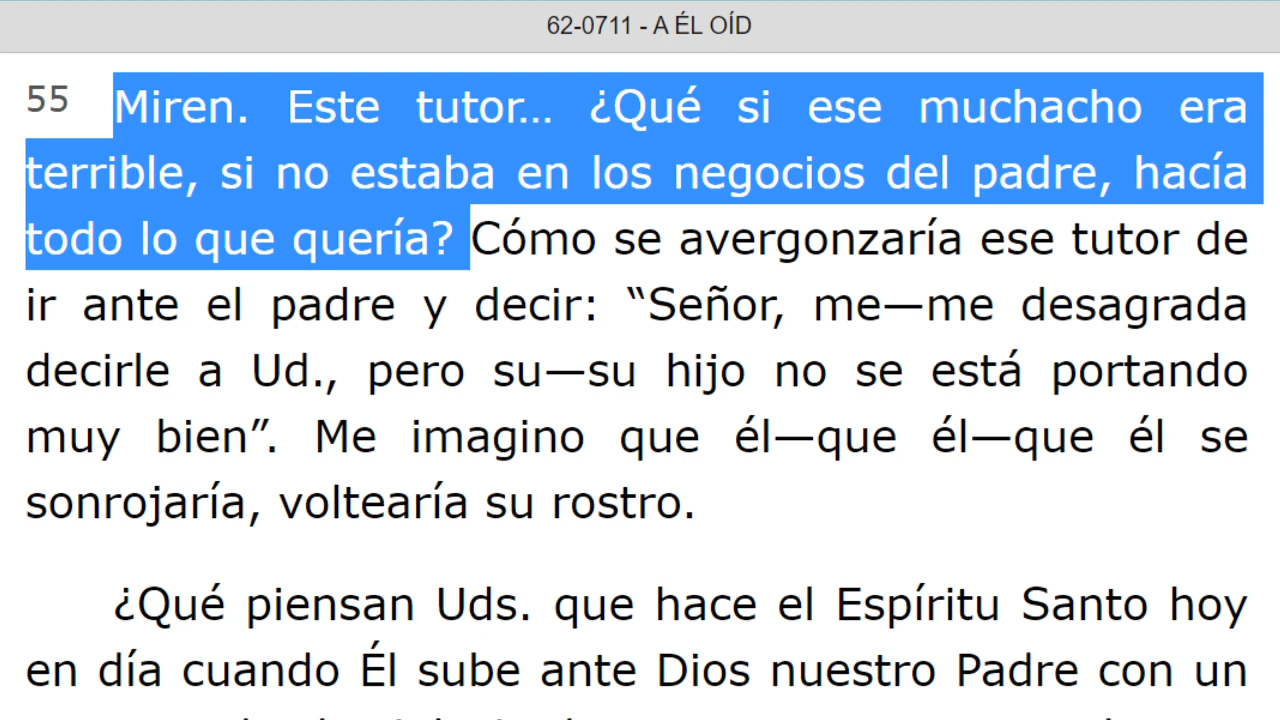 62-0711 - A ÉL OÍD
55 Miren. Este tutor... ¿Qué si ese muchacho era
terrible, si no estaba en los negocios del padre, hacía
todo lo que quería? Cómo se avergonzaría ese tutor de
ir ante el padre y decir: “Señor, me—me desagrada
decirle a Ud., pero su—su hijo no se está portando
muy bien”. Me imagino que él—que él—que él se
sonrojaría, voltearía su rostro.
¿Qué piensan Uds. que hace el Espíritu Santo hoy
en día cuando Él sube ante Dios nuestro Padre con un